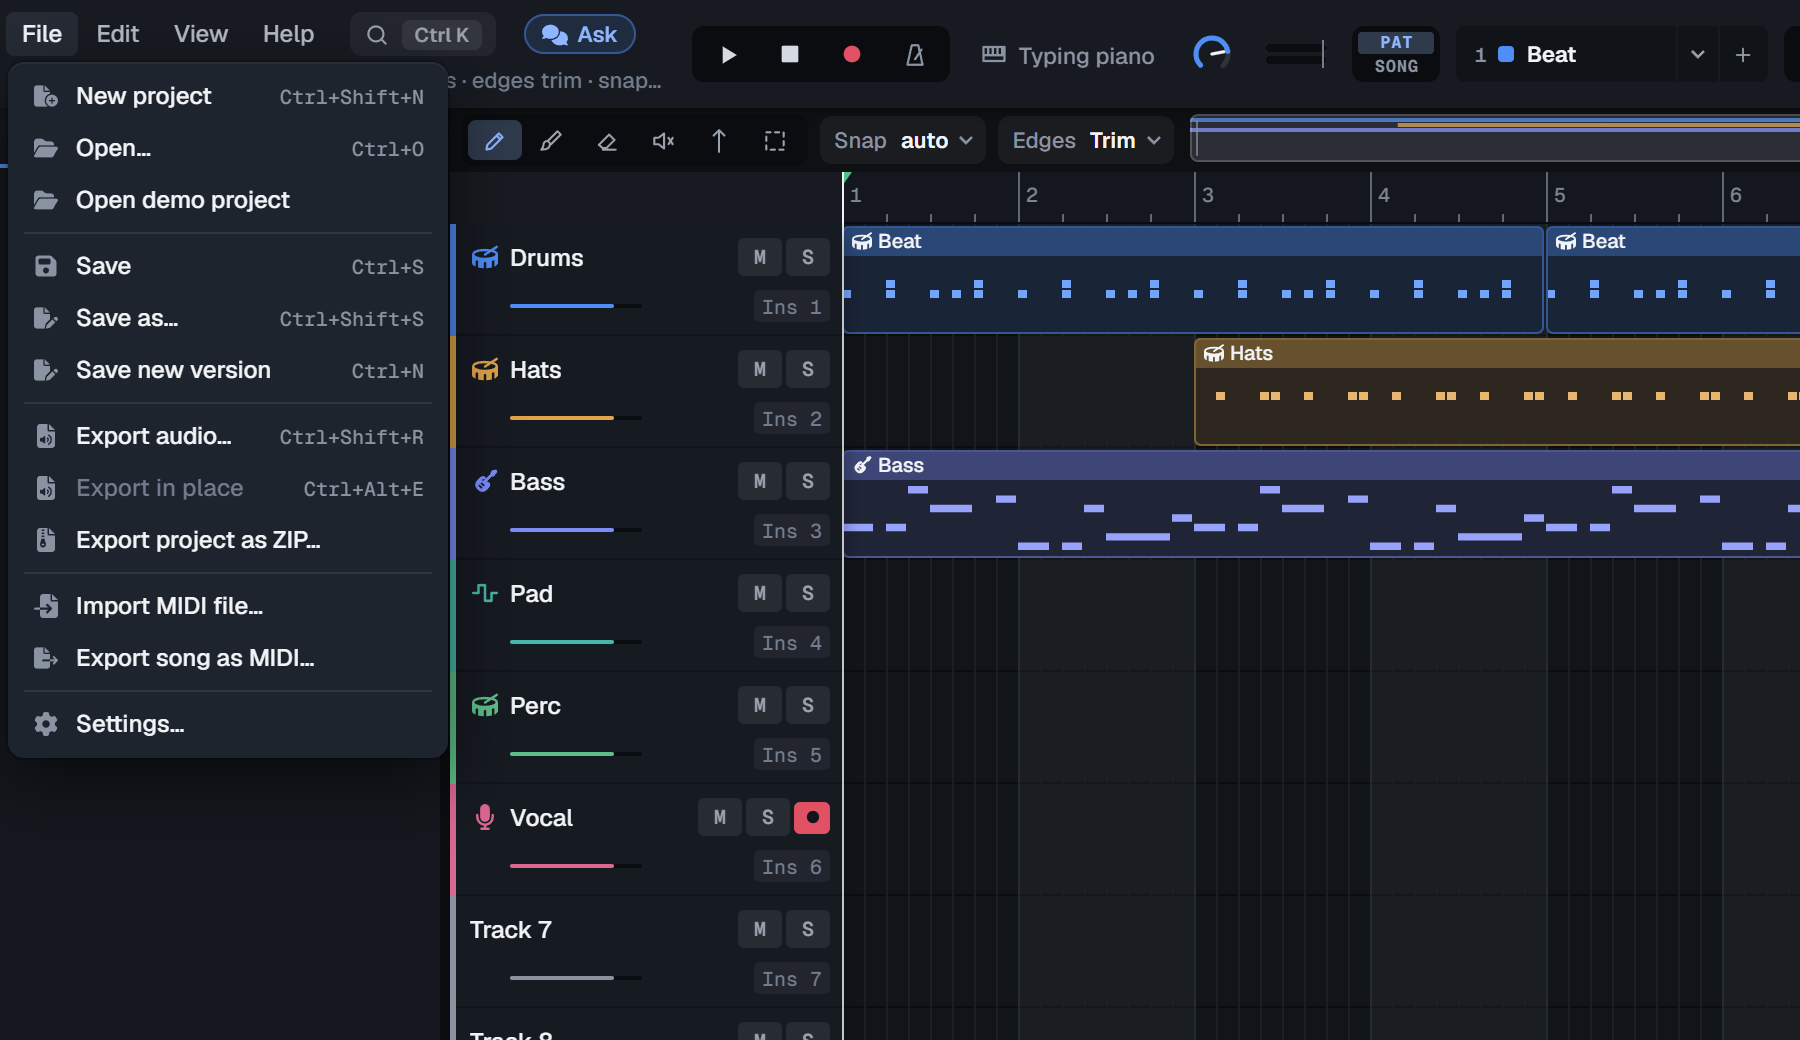 File Edit View Help Ctrl K Ask
s · edges trim · snap...
Typing piano
PAT
SONG
1 Beat
New project Ctrl+Shift+N
Open... Ctrl+O
Open demo project
Save Ctrl+S
Save as... Ctrl+Shift+S
Save new version Ctrl+N
Export audio... Ctrl+Shift+R
Export in place Ctrl+Alt+E
Export project as ZIP...
Import MIDI file...
Export song as MIDI...
Settings...
Snap auto Edges Trim
1 2 3 4 5 6
Drums M S
Ins 1
Beat Beat
Hats M S
Ins 2
Hats
Bass M S
Ins 3
Bass
Pad M S
Ins 4
Perc M S
Ins 5
Vocal M S
Ins 6
Track 7 M S
Ins 7
Track 8 M S